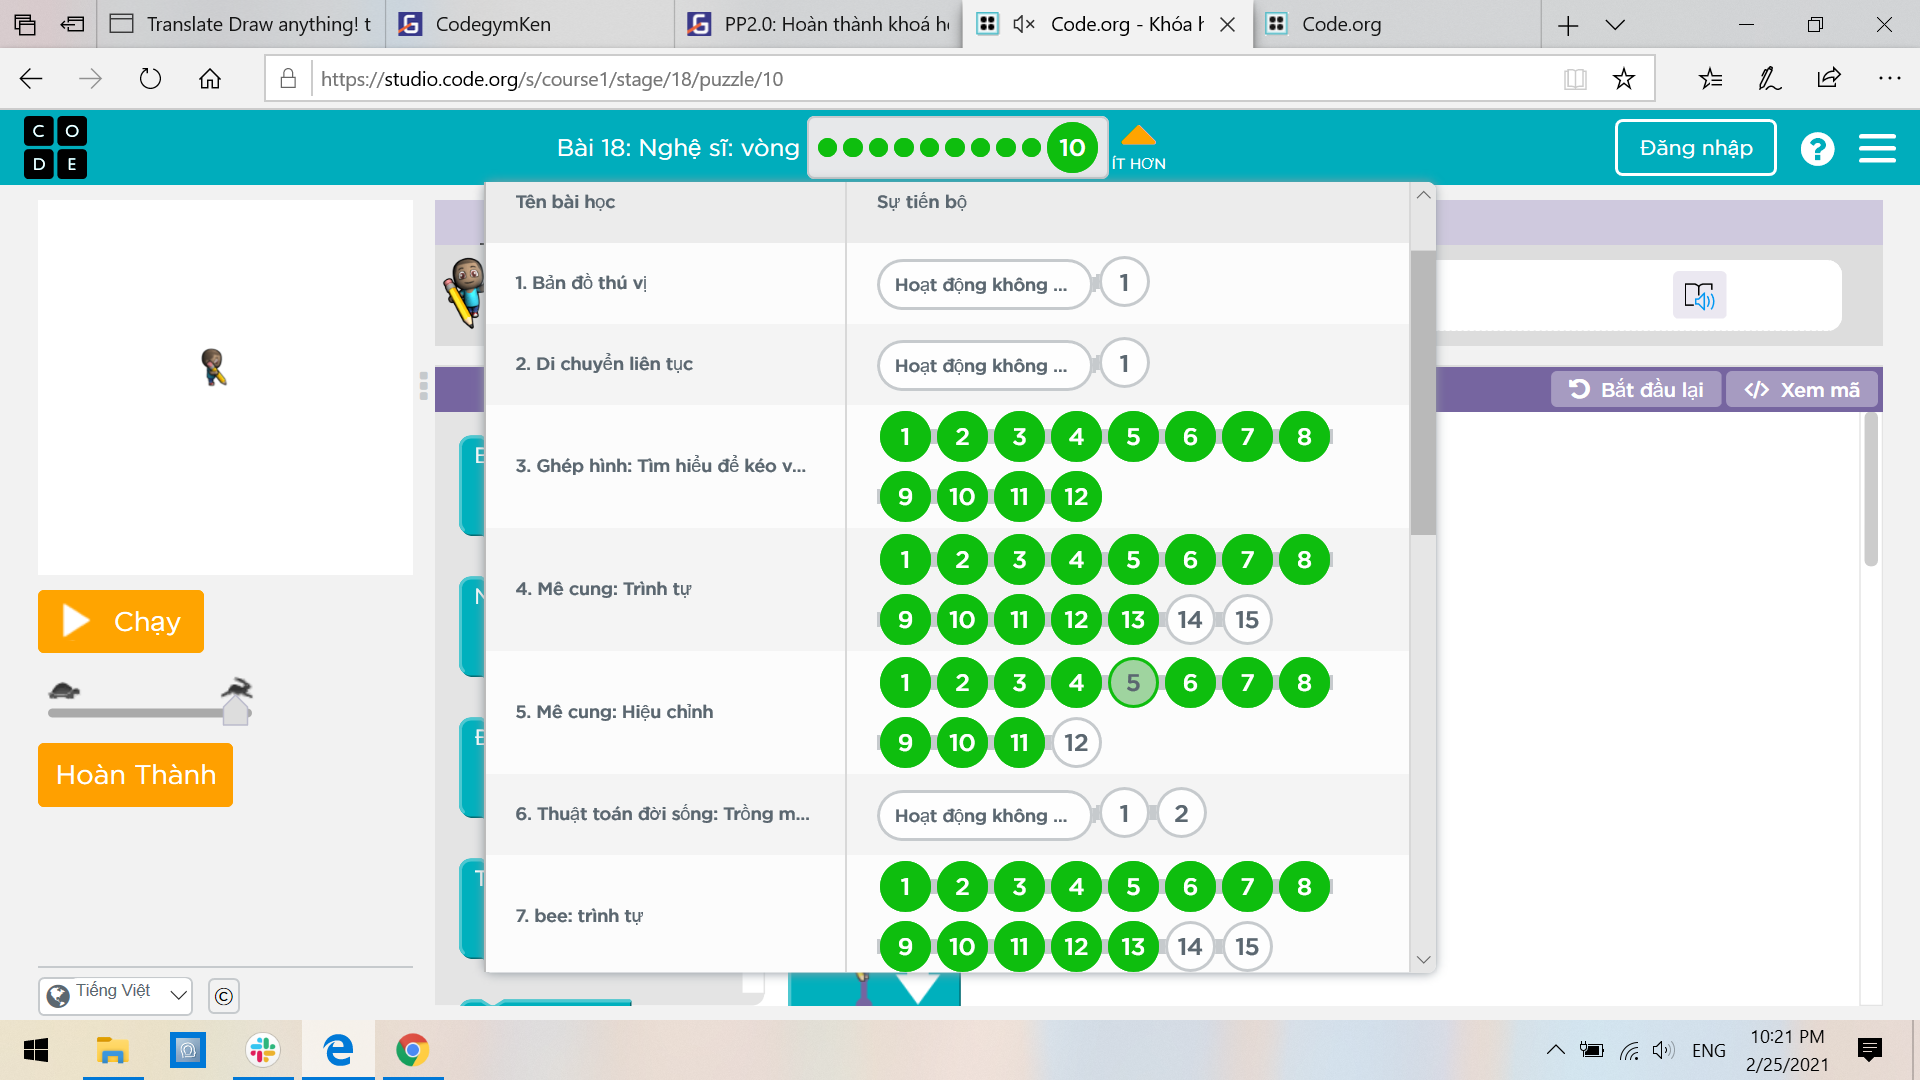 Translate Draw anything! t
CodegymKen
PP2.0: Hoàn thành khoá họ
Code.org - Khóa h
Code.org
https://studio.code.org/s/course1/stage/18/puzzle/10
C O
D E
Bài 18: Nghệ sĩ: vòng
10
ÍT HƠN
Đăng nhập
?
Tên bài học
Sự tiến bộ
1. Bản đồ thú vị
Hoạt động không ...
1
2. Di chuyển liên tục
Hoạt động không ...
1
3. Ghép hình: Tìm hiểu để kéo v...
1 2 3 4 5 6 7 8
9 10 11 12
4. Mê cung: Trình tự
1 2 3 4 5 6 7 8
9 10 11 12 13 14 15
5. Mê cung: Hiệu chỉnh
1 2 3 4 5 6 7 8
9 10 11 12
6. Thuật toán đời sống: Trồng m...
Hoạt động không ...
1 2
7. bee: trình tự
1 2 3 4 5 6 7 8
9 10 11 12 13 14 15
Bắt đầu lại
</> Xem mã
Chạy
Hoàn Thành
Tiếng Việt
©
ENG
10:21 PM
2/25/2021